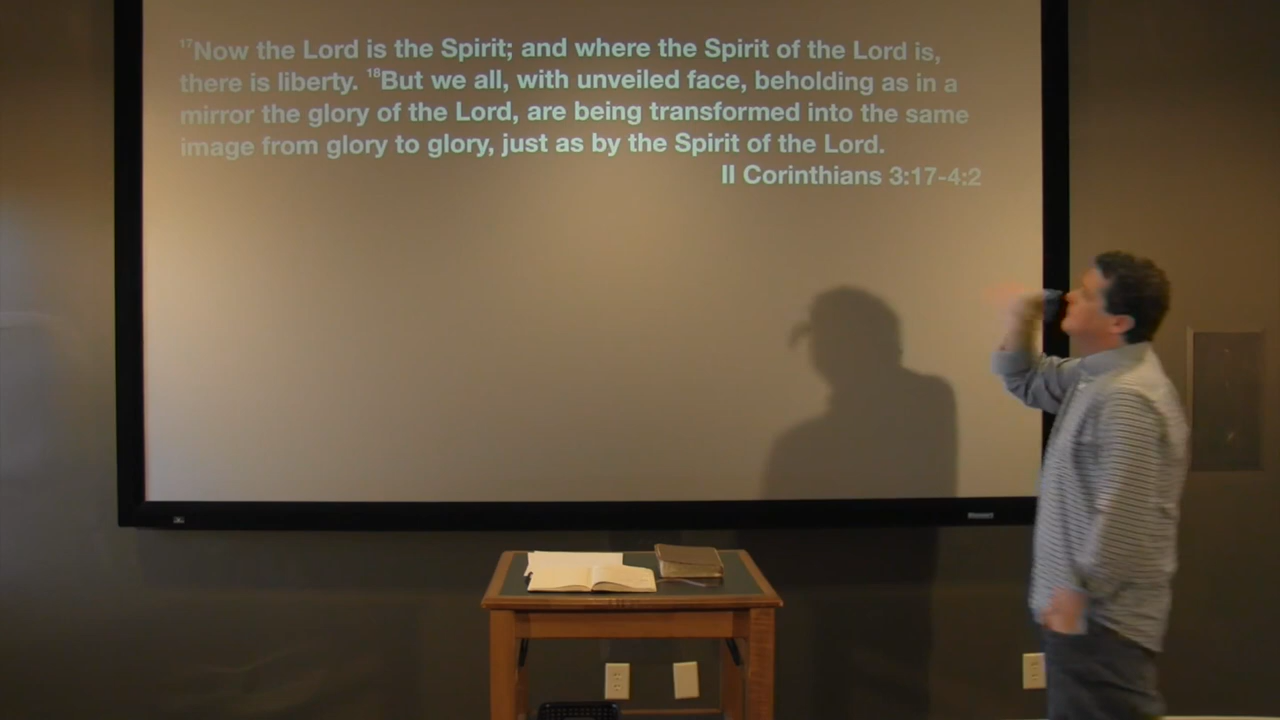 17Now the Lord is the Spirit; and where the Spirit of the Lord is,
there is liberty. 18But we all, with unveiled face, beholding as in a
mirror the glory of the Lord, are being transformed into the same
image from glory to glory, just as by the Spirit of the Lord.
II Corinthians 3:17-4:2